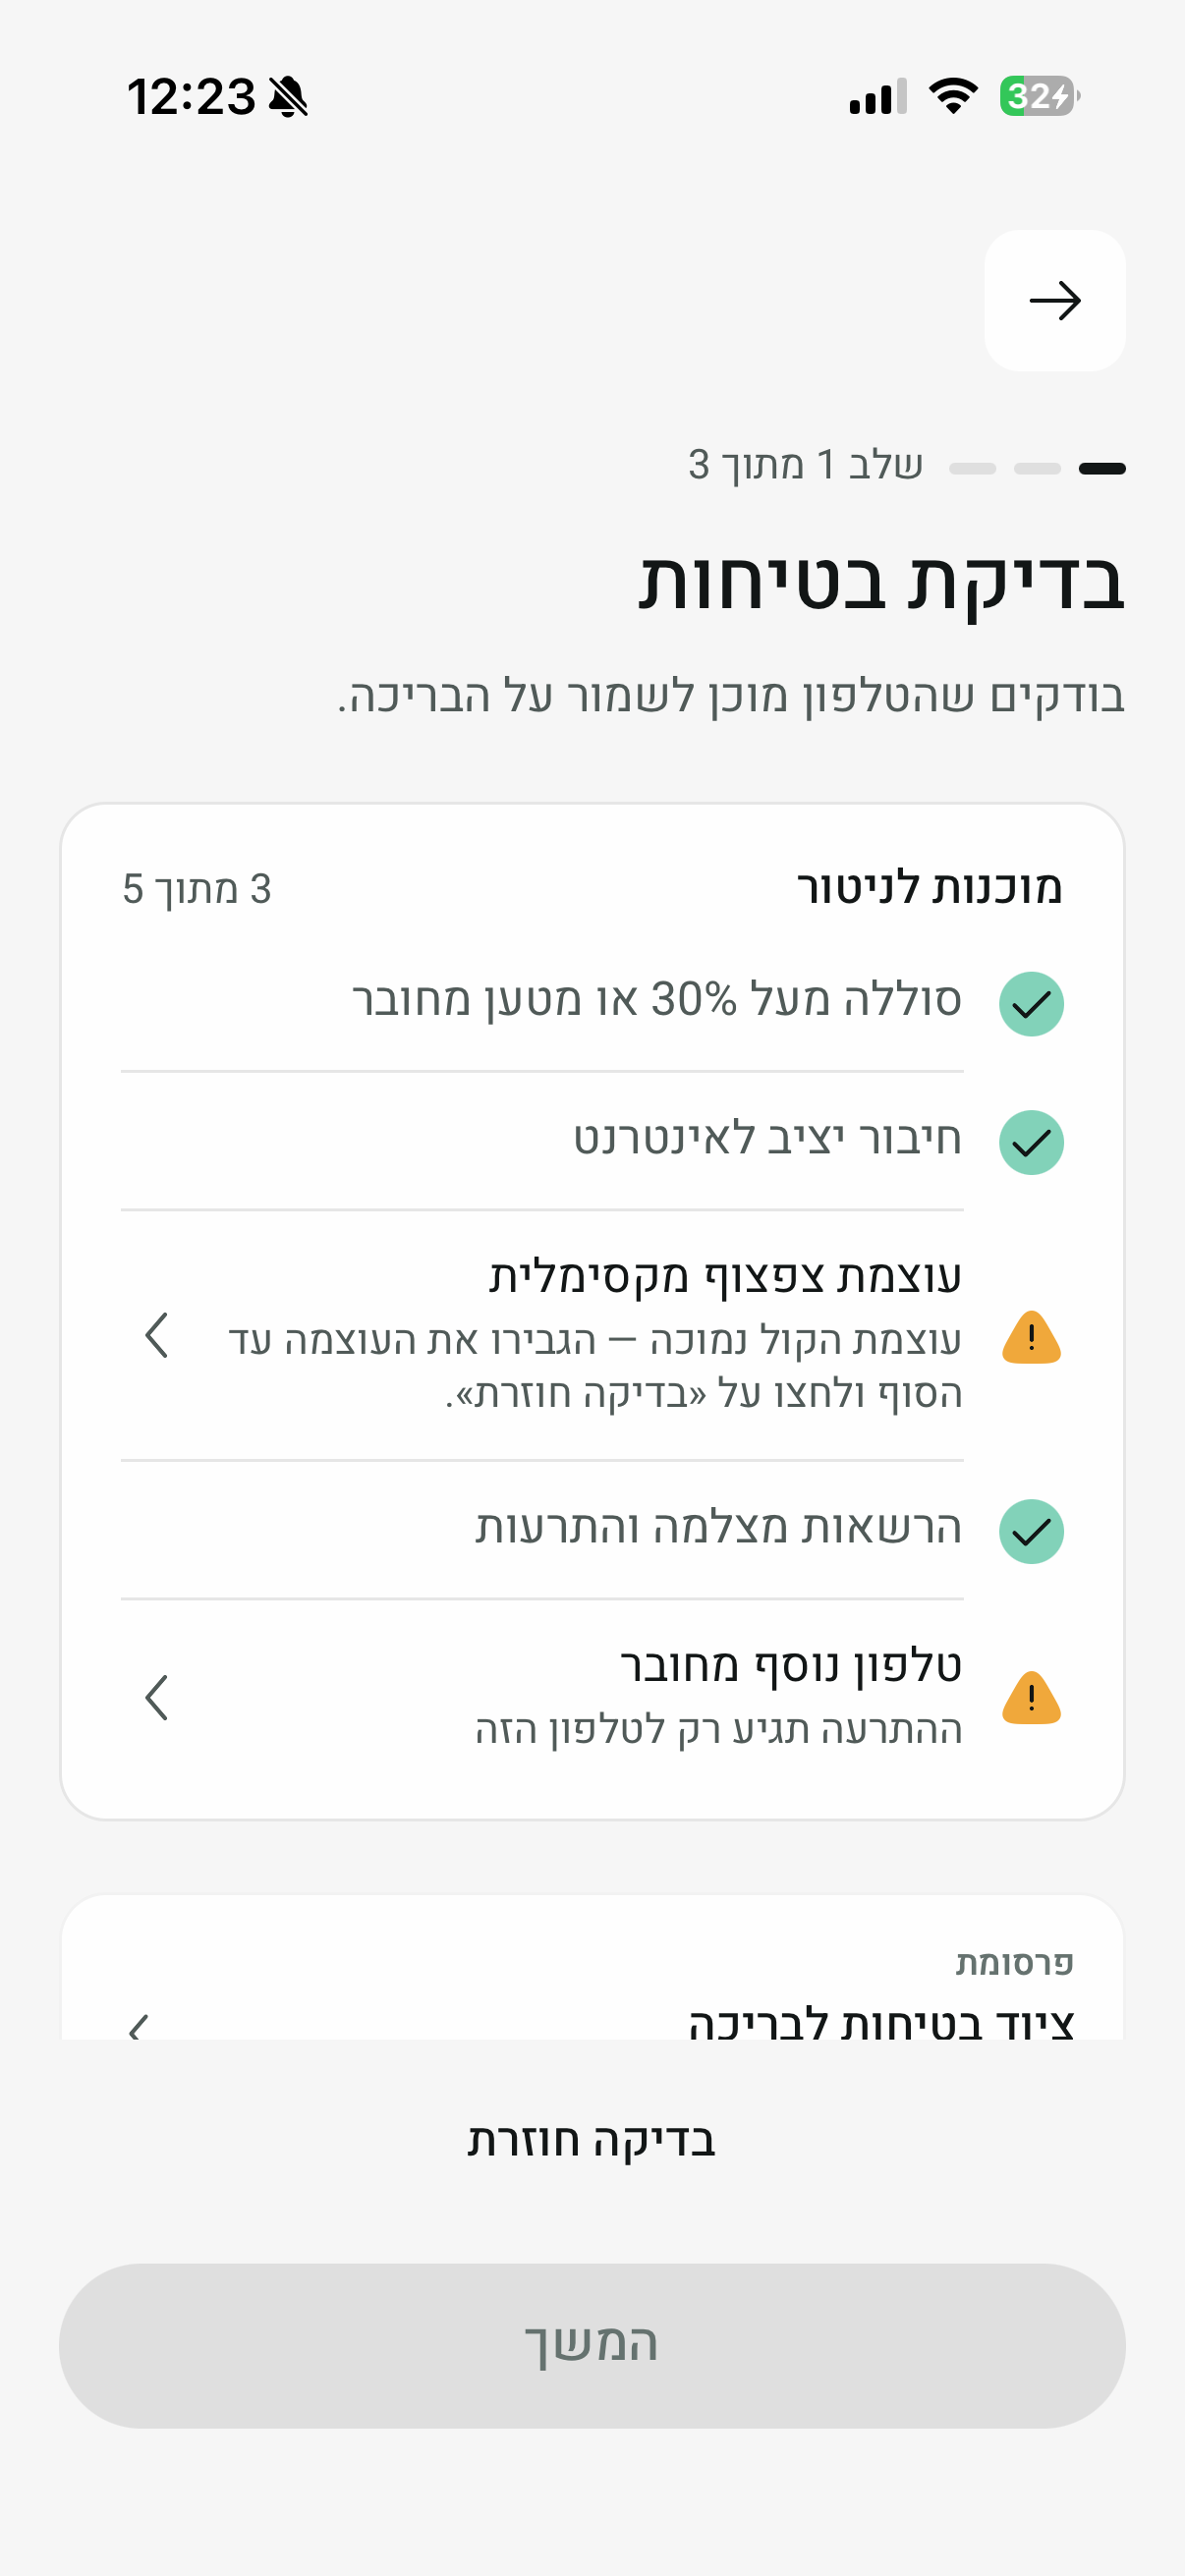 12:23
32
שלב 1 מתוך 3
בדיקת בטיחות
בודקים שהטלפון מוכן לשמור על הבריכה.
מוכנות לניטור
3 מתוך 5
סוללה מעל 30% או מטען מחובר
חיבור יציב לאינטרנט
עוצמת צפצוף מקסימלית
עוצמת הקול נמוכה — הגבירו את העוצמה עד
הסוף ולחצו על «בדיקה חוזרת».
הרשאות מצלמה והתרעות
טלפון נוסף מחובר
ההתרעה תגיע רק לטלפון הזה
פרסומת
ציוד בטיחות לבריכה
בדיקה חוזרת
המשך